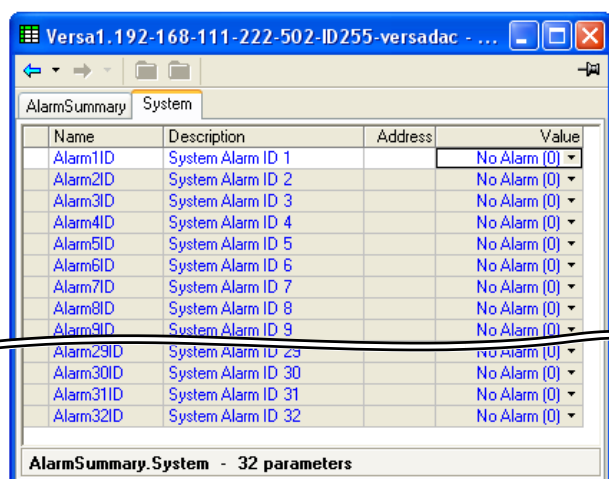 Versa1.192-168-111-222-502-ID255-versadac - ...
AlarmSummary System
Name Description Address Value
Alarm1ID System Alarm ID 1 No Alarm (0)
Alarm2ID System Alarm ID 2 No Alarm (0)
Alarm3ID System Alarm ID 3 No Alarm (0)
Alarm4ID System Alarm ID 4 No Alarm (0)
Alarm5ID System Alarm ID 5 No Alarm (0)
Alarm6ID System Alarm ID 6 No Alarm (0)
Alarm7ID System Alarm ID 7 No Alarm (0)
Alarm8ID System Alarm ID 8 No Alarm (0)
Alarm9ID System Alarm ID 9 No Alarm (0)
Alarm29ID System Alarm ID 29 No Alarm (0)
Alarm30ID System Alarm ID 30 No Alarm (0)
Alarm31ID System Alarm ID 31 No Alarm (0)
Alarm32ID System Alarm ID 32 No Alarm (0)
AlarmSummary.System - 32 parameters